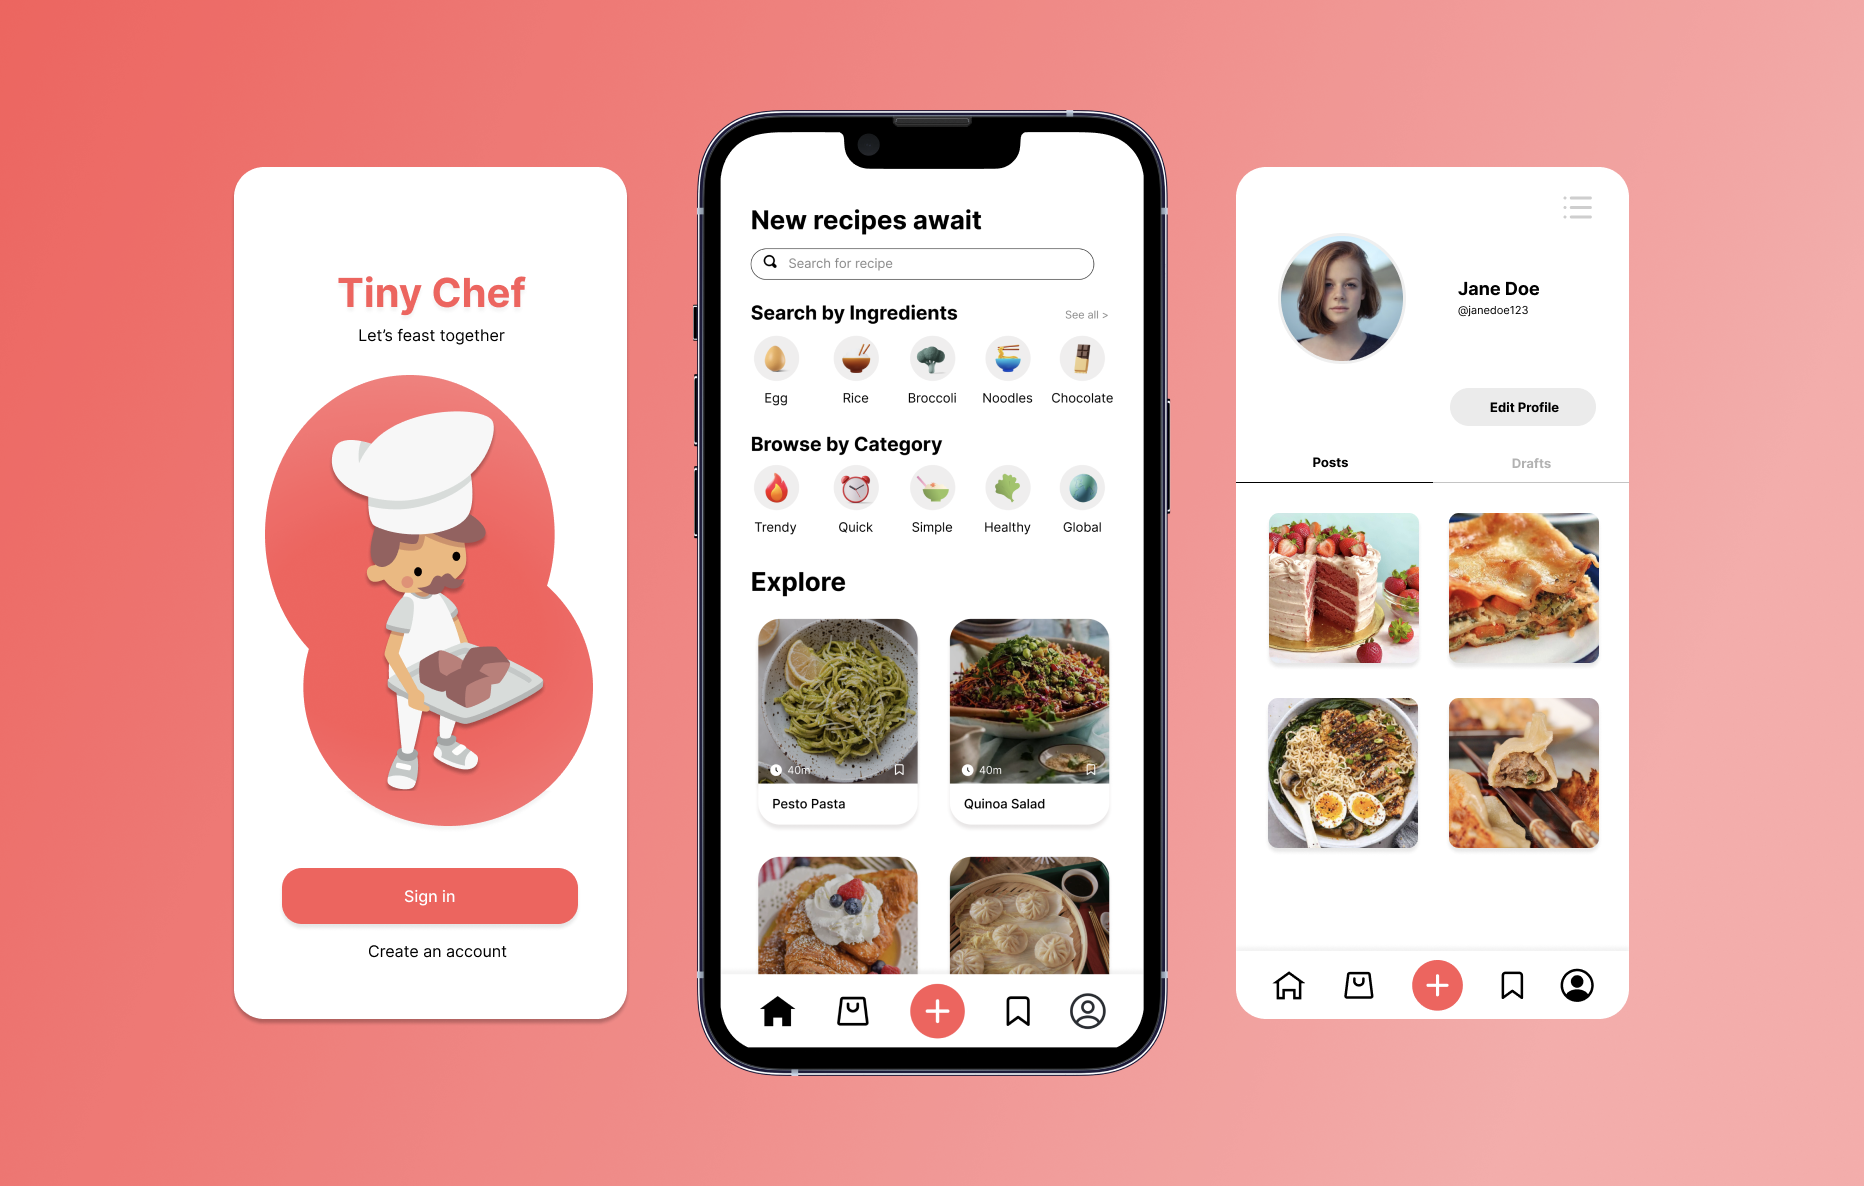 Tiny Chef
Let's feast together
Sign in
Create an account
New recipes await
Search for recipe
Search by Ingredients
See all >
Egg
Rice
Broccoli
Noodles
Chocolate
Browse by Category
Trendy
Quick
Simple
Healthy
Global
Explore
40m
40m
Pesto Pasta
Quinoa Salad
Jane Doe
@janedoe123
Edit Profile
Posts
Drafts